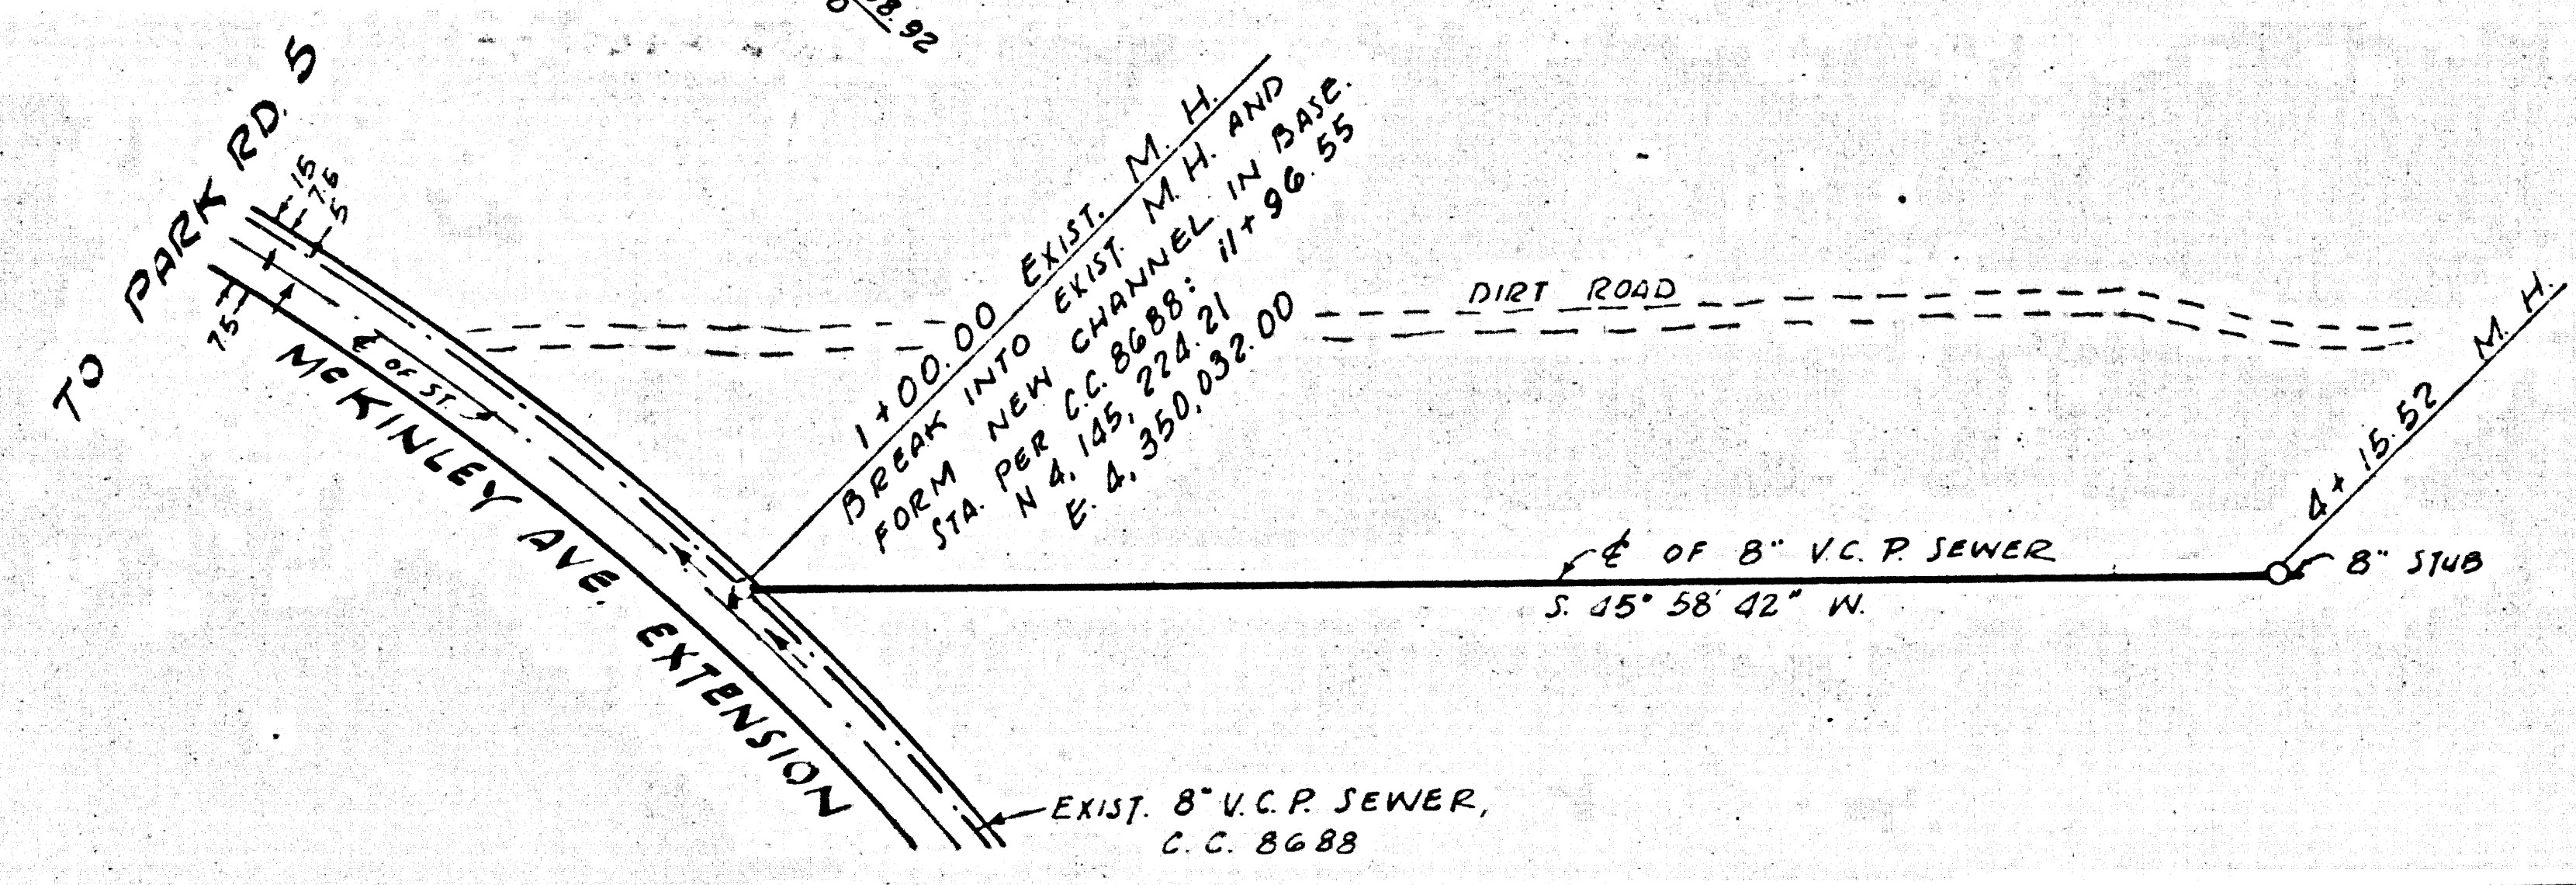 8.92
TO PARK RD. 5
15
7.5
5
7.5
℄ OF ST.
McKINLEY AVE. EXTENSION
1+00.00 EXIST. M. H.
BREAK INTO EXIST. M.H. AND
FORM NEW CHANNEL IN BASE.
STA. PER C.C. 8688: 11+96.55
N 4,145,224.21
E. 4,350,032.00
DIRT ROAD
4+15.52 M. H.
℄ OF 8" V.C.P. SEWER
S. 45° 58' 42" W.
8" STUB
EXIST. 8" V.C.P. SEWER,
C.C. 8688